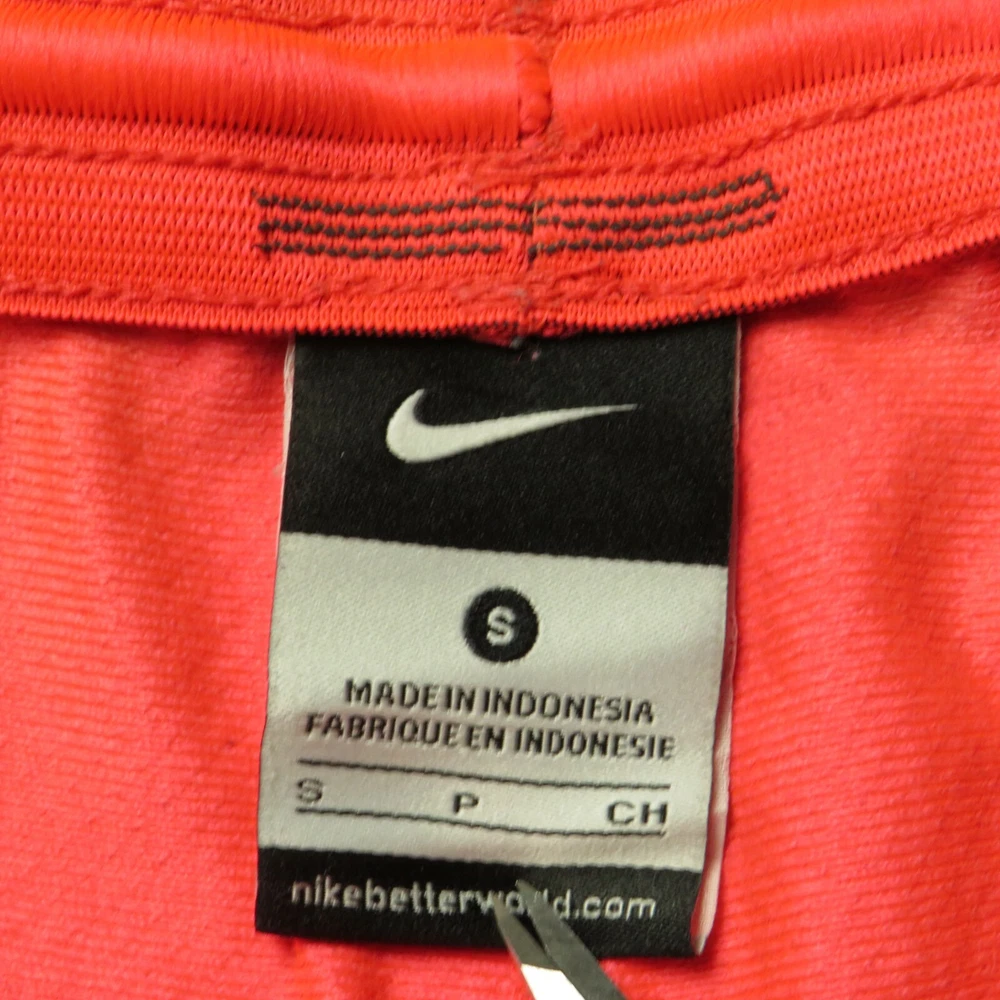 S
MADE IN INDONESIA
FABRIQUE EN INDONESIE
S P CH
nikebetterworld.com